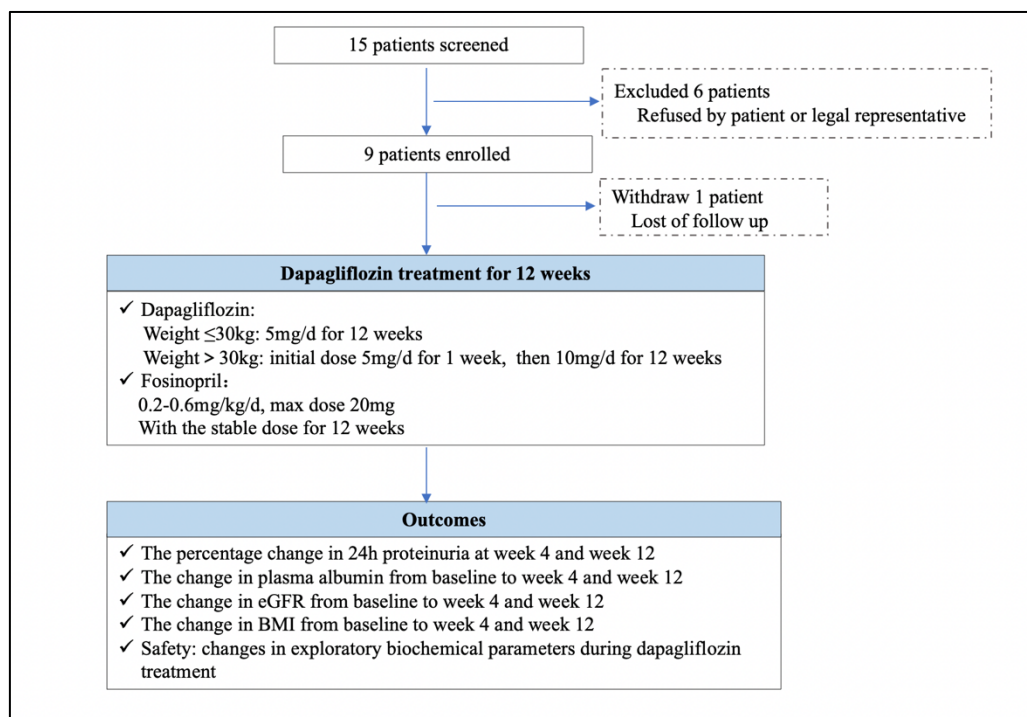 15 patients screened
Excluded 6 patients
Refused by patient or legal representative
9 patients enrolled
Withdraw 1 patient
Lost of follow up
Dapagliflozin treatment for 12 weeks
✓ Dapagliflozin:
Weight ≤30kg: 5mg/d for 12 weeks
Weight > 30kg: initial dose 5mg/d for 1 week, then 10mg/d for 12 weeks
✓ Fosinopril：
0.2-0.6mg/kg/d, max dose 20mg
With the stable dose for 12 weeks
Outcomes
✓ The percentage change in 24h proteinuria at week 4 and week 12
✓ The change in plasma albumin from baseline to week 4 and week 12
✓ The change in eGFR from baseline to week 4 and week 12
✓ The change in BMI from baseline to week 4 and week 12
✓ Safety: changes in exploratory biochemical parameters during dapagliflozin
treatment